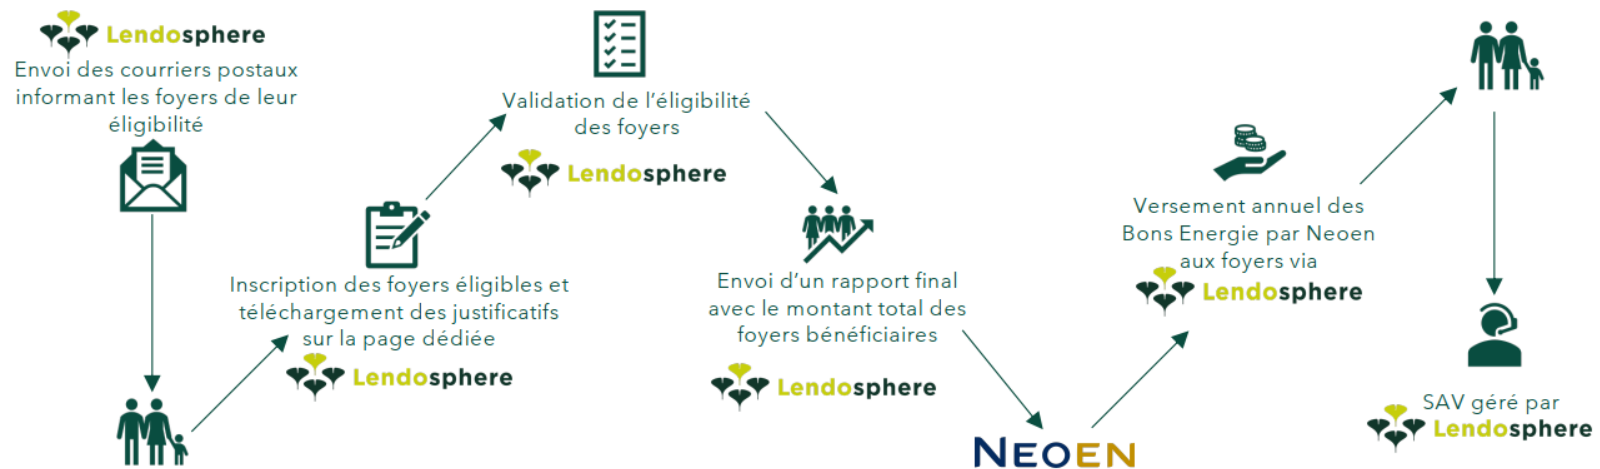 Lendosphere
Envoi des courriers postaux
informant les foyers de leur
éligibilité
Inscription des foyers éligibles et
téléchargement des justificatifs
sur la page dédiée
Lendosphere
Validation de l’éligibilité
des foyers
Lendosphere
Envoi d’un rapport final
avec le montant total des
foyers bénéficiaires
Lendosphere
NEOEN
Versement annuel des
Bons Energie par Neoen
aux foyers via
Lendosphere
SAV géré par
Lendosphere